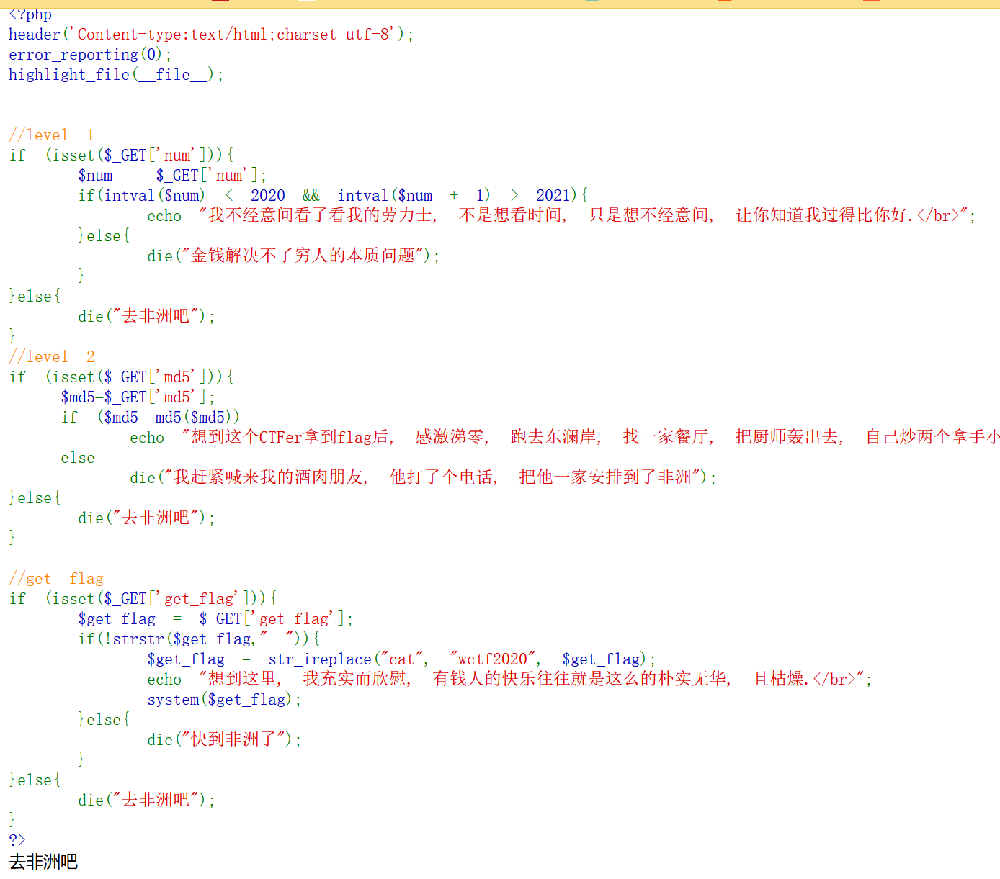 <?php
header('Content-type:text/html;charset=utf-8');
error_reporting(0);
highlight_file(__file__);
//level 1
if (isset($_GET['num'])){
$num = $_GET['num'];
if(intval($num) < 2020 && intval($num + 1) > 2021){
echo "我不经意间看了看我的劳力士, 不是想看时间, 只是想不经意间, 让你知道我过得比你好.</br>";
}else{
die("金钱解决不了穷人的本质问题");
}
}else{
die("去非洲吧");
}
//level 2
if (isset($_GET['md5'])){
$md5=$_GET['md5'];
if ($md5==md5($md5))
echo "想到这个CTFer拿到flag后, 感激涕零, 跑去东澜岸, 找一家餐厅, 把厨师轰出去, 自己炒两个拿手小
else
die("我赶紧喊来我的酒肉朋友, 他打了个电话, 把他一家安排到了非洲");
}else{
die("去非洲吧");
}
//get flag
if (isset($_GET['get_flag'])){
$get_flag = $_GET['get_flag'];
if(!strstr($get_flag," ")){
$get_flag = str_ireplace("cat", "wctf2020", $get_flag);
echo "想到这里, 我充实而欣慰, 有钱人的快乐往往就是这么的朴实无华, 且枯燥.</br>";
system($get_flag);
}else{
die("快到非洲了");
}
}else{
die("去非洲吧");
}
?>
去非洲吧